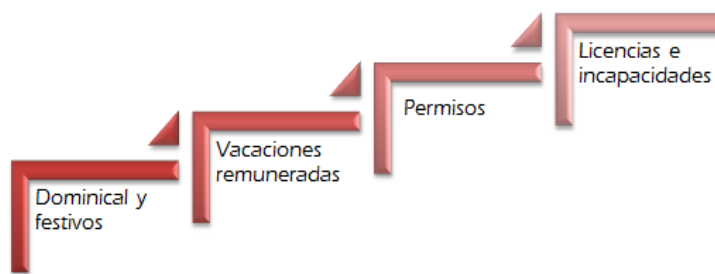 Dominical y
festivos
Vacaciones
remuneradas
Permisos
Licencias e
incapacidades